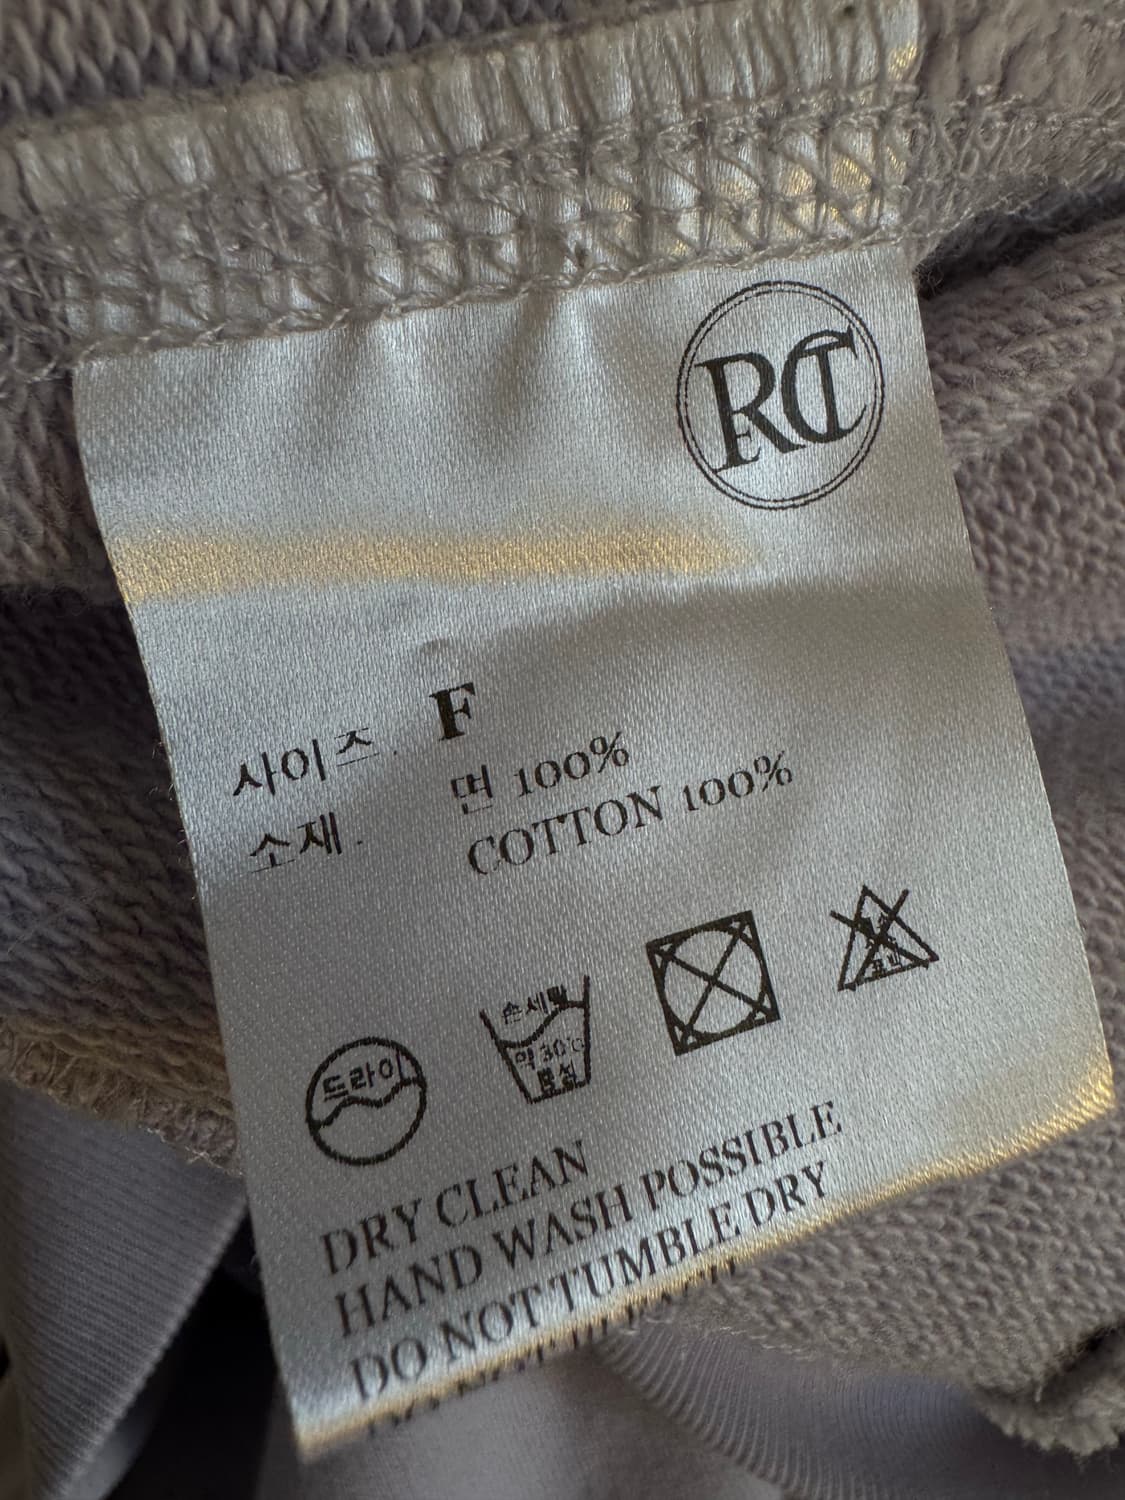 RCT
사이즈. F
소재. 면 100%
COTTON 100%
드라이
손세탁
약 30℃
중성
DRY CLEAN
HAND WASH POSSIBLE
DO NOT TUMBLE DRY